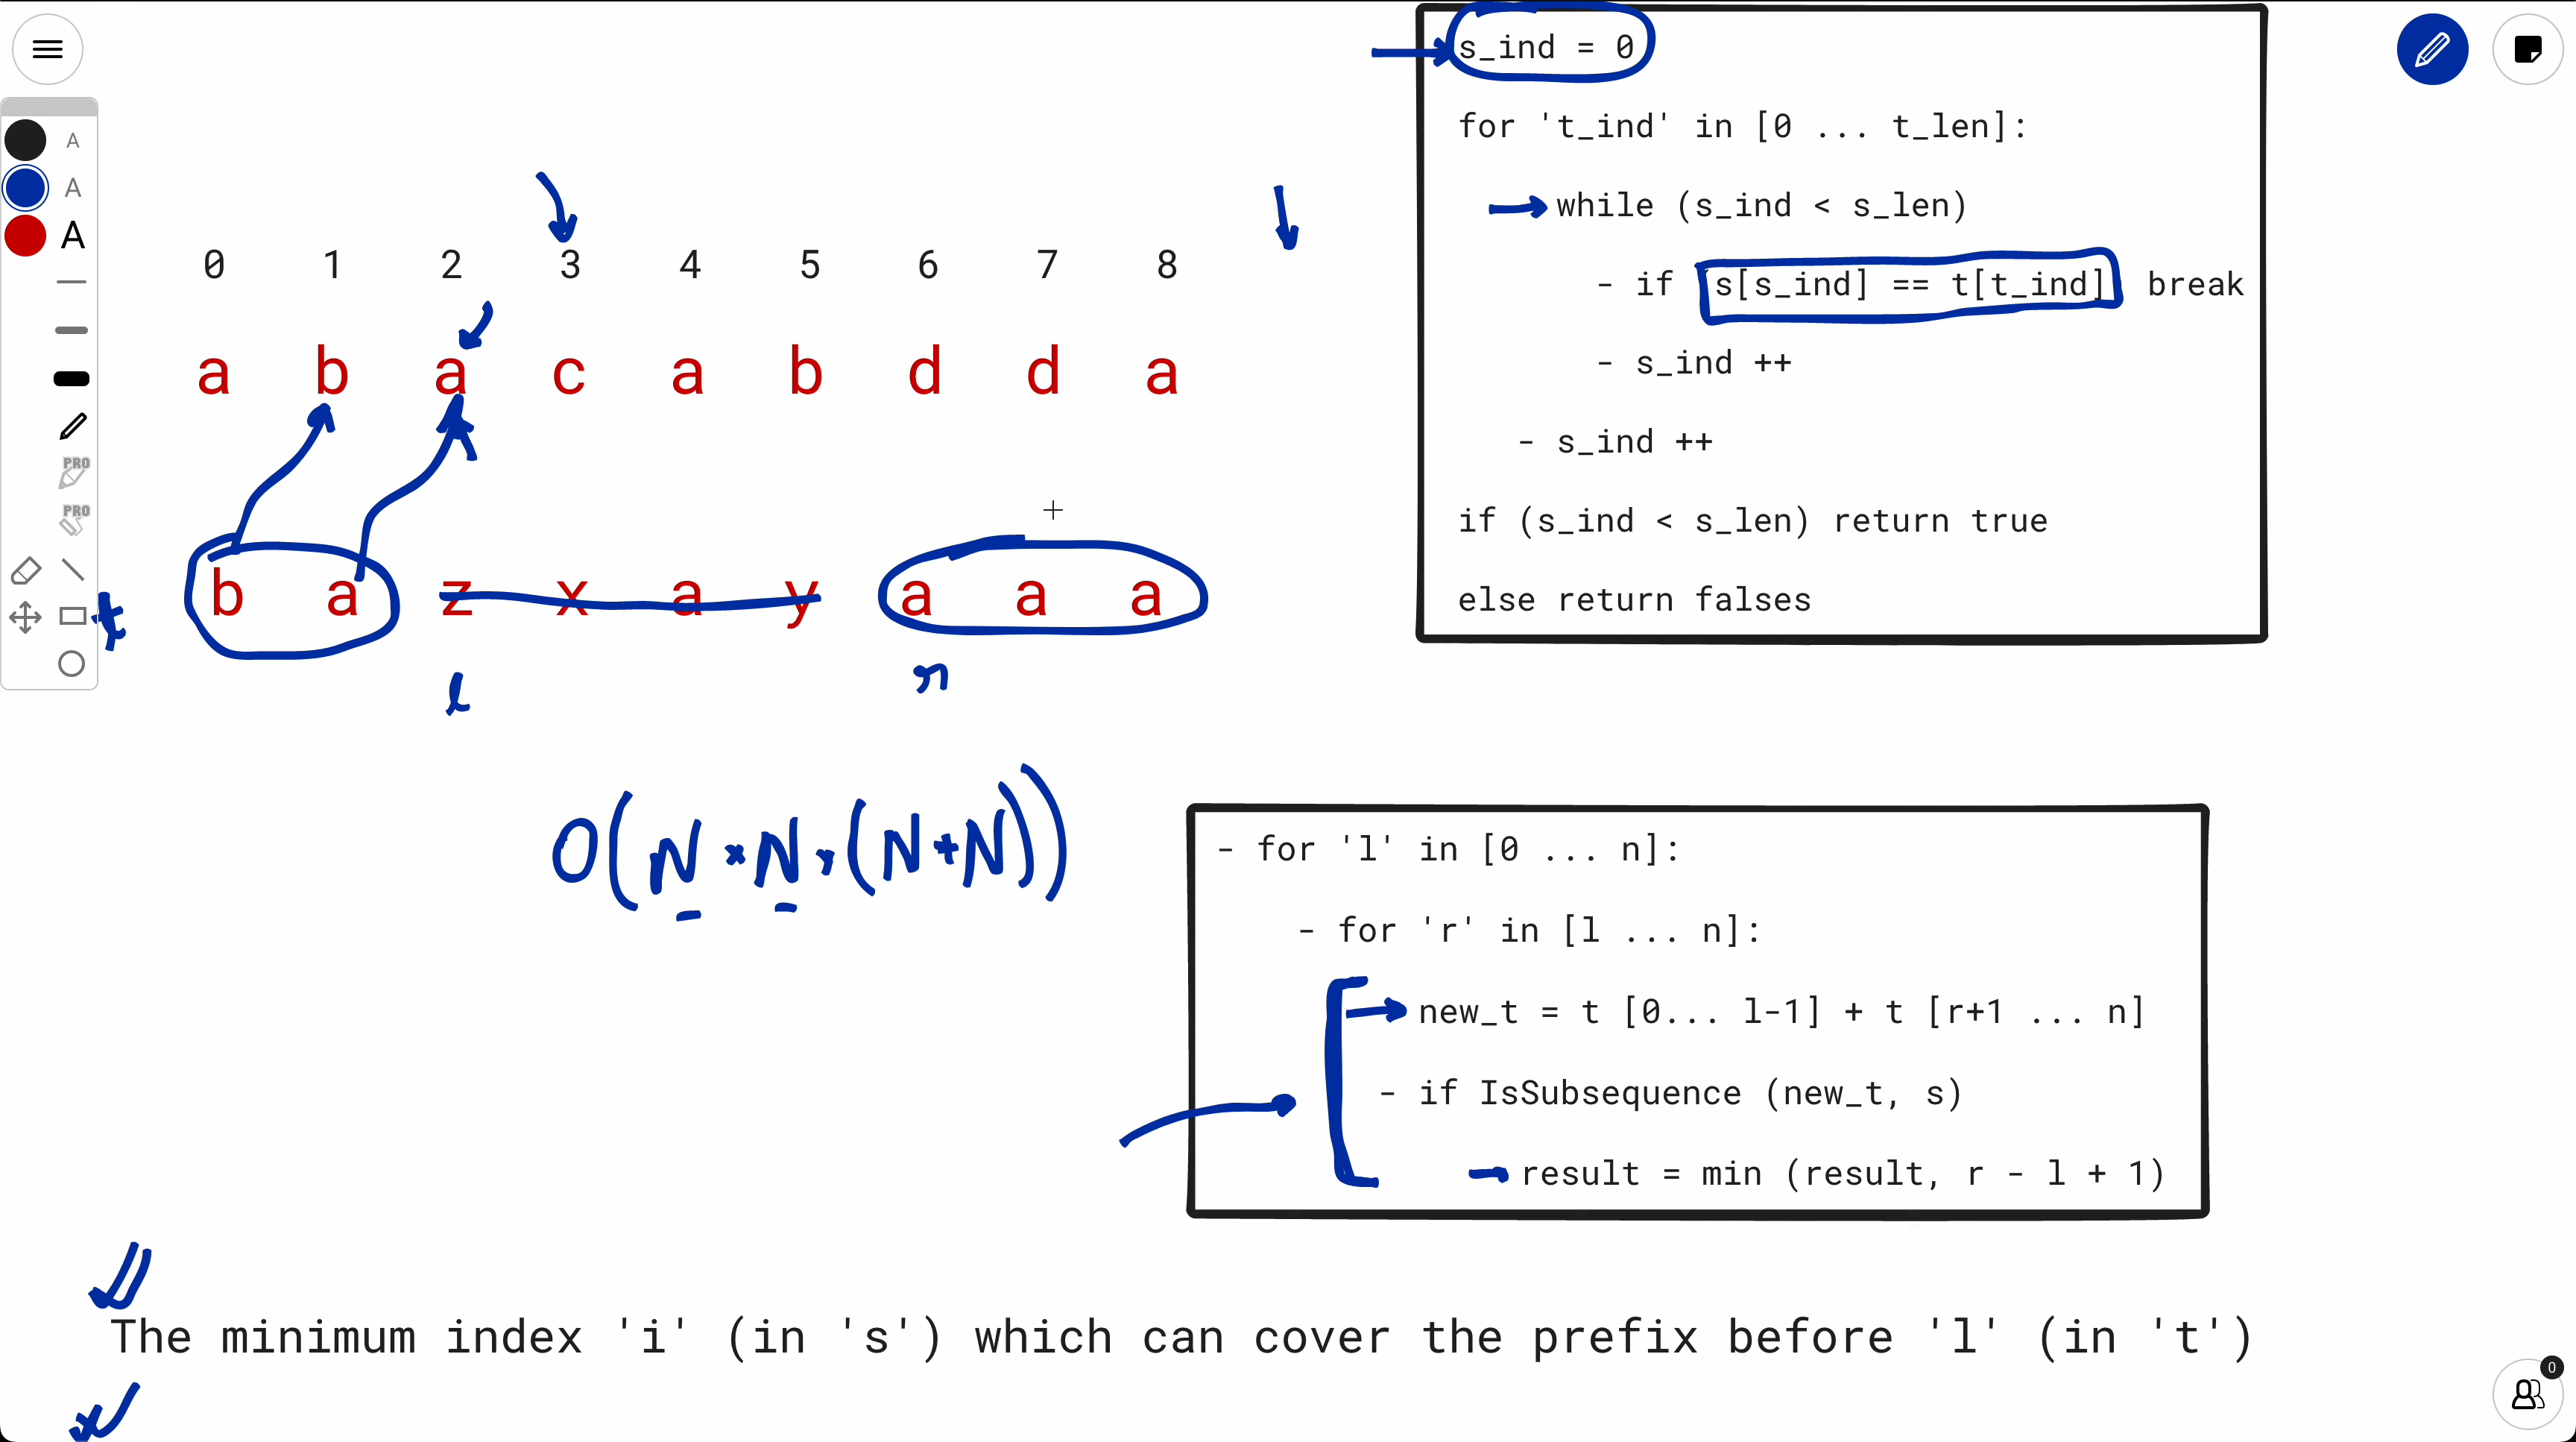 s_ind = 0
for 't_ind' in [0 ... t_len]:
while (s_ind < s_len)
- if s[s_ind] == t[t_ind] break
- s_ind ++
- s_ind ++
if (s_ind < s_len) return true
else return falses
A
A
A
PRO
PRO
0 1 2 3 4 5 6 7 8
a b a c a b d d a
t b a z x a y a a a
l r
O(N * N * (N + N))
- for 'l' in [0 ... n]:
- for 'r' in [l ... n]:
new_t = t [0... l-1] + t [r+1 ... n]
- if IsSubsequence (new_t, s)
result = min (result, r - l + 1)
The minimum index 'i' (in 's') which can cover the prefix before 'l' (in 't')
0